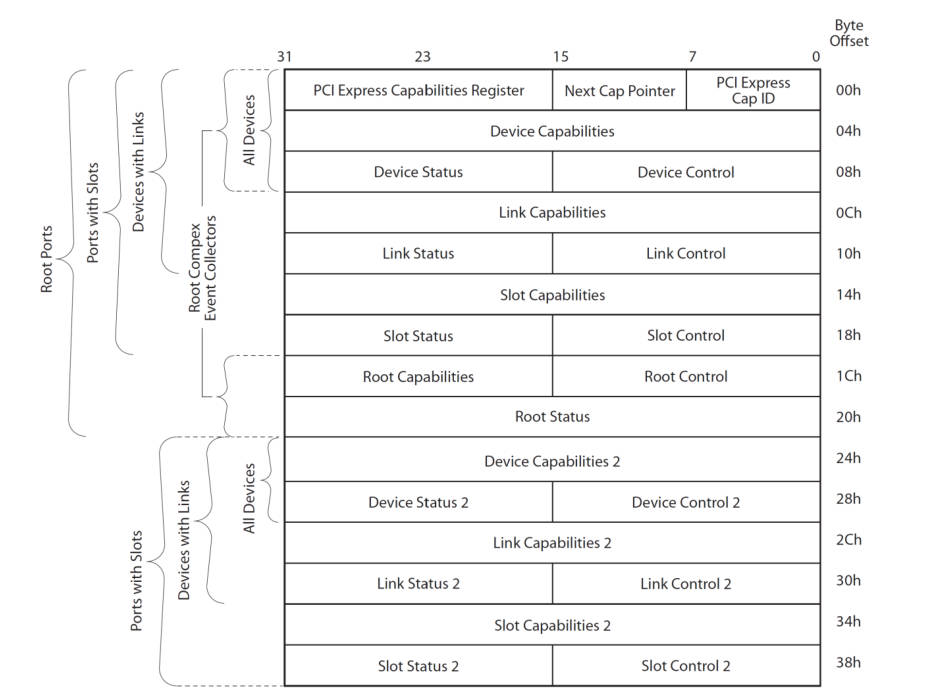 Byte
Offset
31 23 15 7 0
PCI Express Capabilities Register Next Cap Pointer PCI Express
Cap ID 00h
Device Capabilities 04h
Device Status Device Control 08h
Link Capabilities 0Ch
Link Status Link Control 10h
Slot Capabilities 14h
Slot Status Slot Control 18h
Root Capabilities Root Control 1Ch
Root Status 20h
Device Capabilities 2 24h
Device Status 2 Device Control 2 28h
Link Capabilities 2 2Ch
Link Status 2 Link Control 2 30h
Slot Capabilities 2 34h
Slot Status 2 Slot Control 2 38h
Root Ports
Ports with Slots
Devices with Links
Root Compex
Event Collectors
All Devices
Ports with Slots
Devices with Links
All Devices